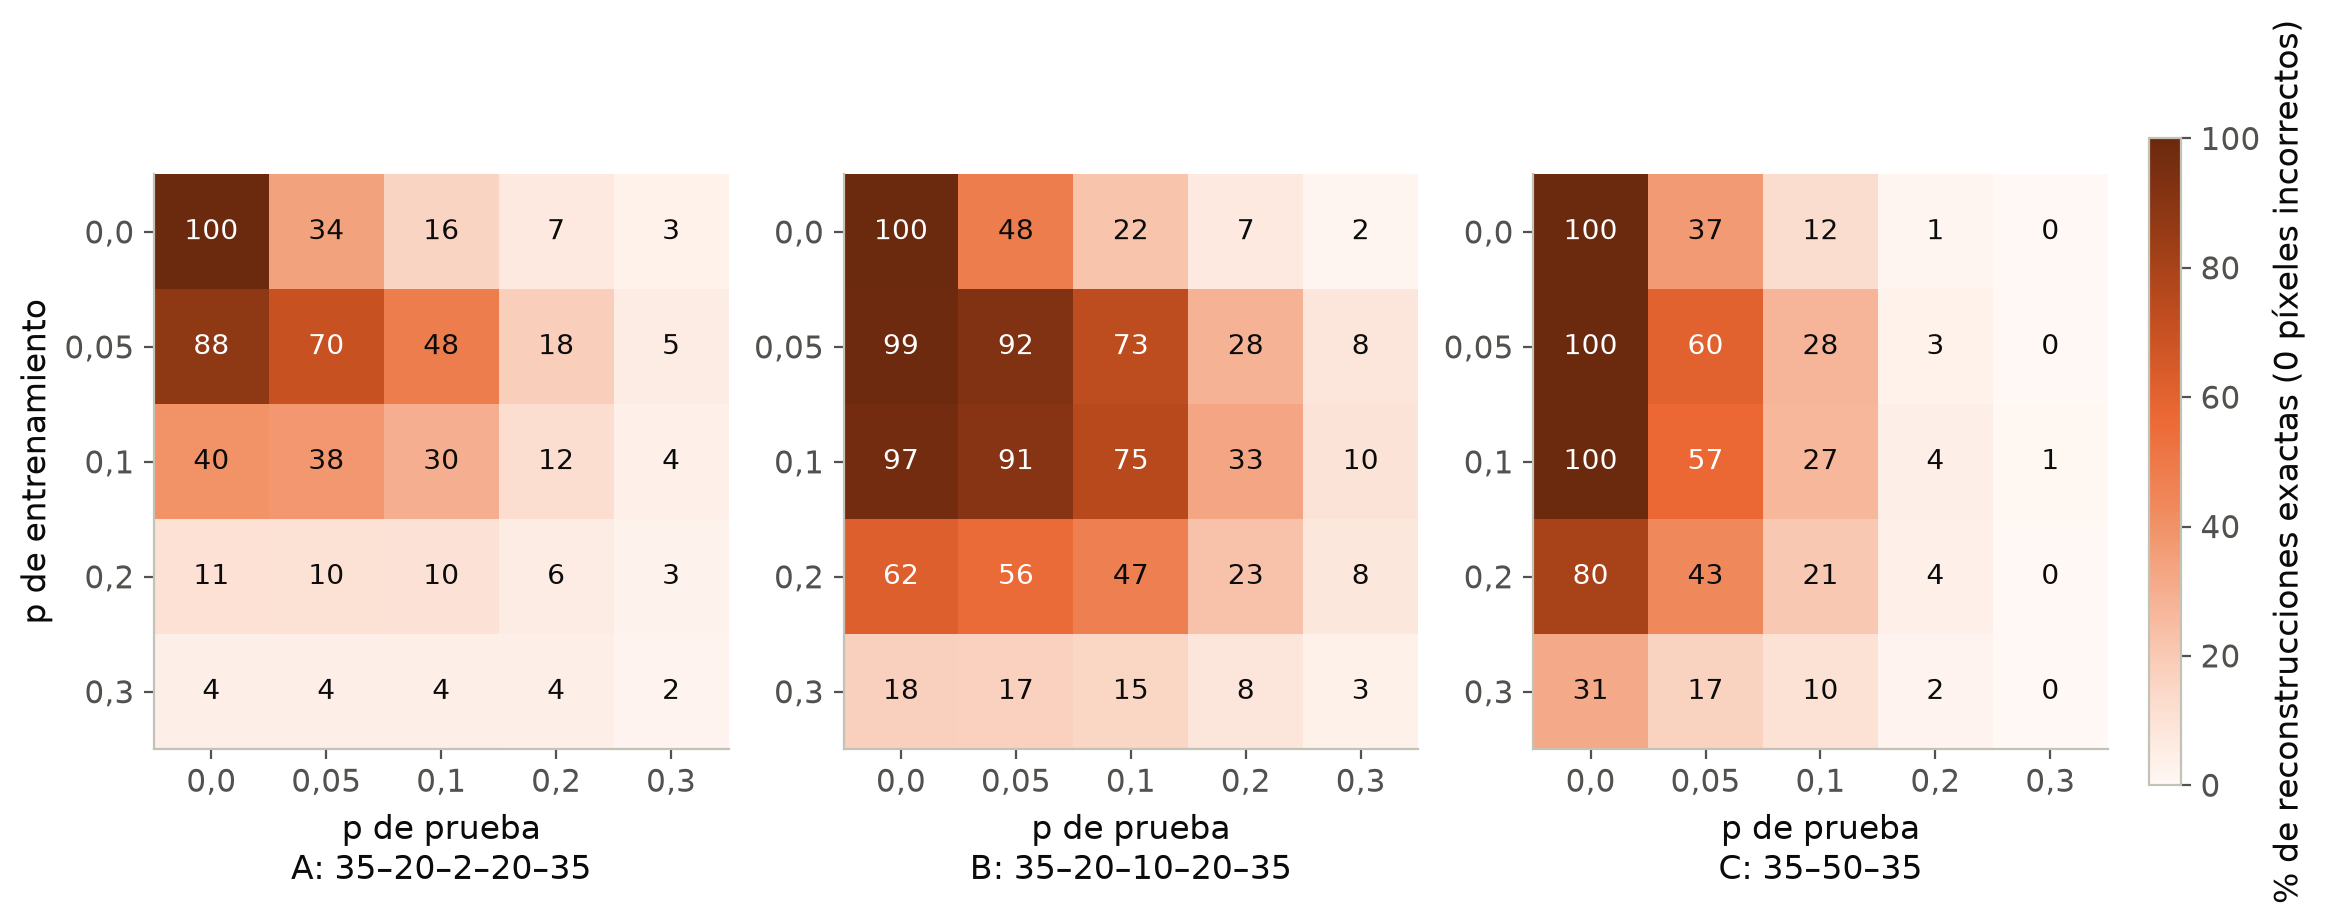 p de entrenamiento
0,0 100 34 16 7 3
0,05 88 70 48 18 5
0,1 40 38 30 12 4
0,2 11 10 10 6 3
0,3 4 4 4 4 2
0,0 0,05 0,1 0,2 0,3
p de prueba
A: 35–20–2–20–35
0,0 100 48 22 7 2
0,05 99 92 73 28 8
0,1 97 91 75 33 10
0,2 62 56 47 23 8
0,3 18 17 15 8 3
0,0 0,05 0,1 0,2 0,3
p de prueba
B: 35–20–10–20–35
0,0 100 37 12 1 0
0,05 100 60 28 3 0
0,1 100 57 27 4 1
0,2 80 43 21 4 0
0,3 31 17 10 2 0
0,0 0,05 0,1 0,2 0,3
p de prueba
C: 35–50–35
100
80
60
40
20
0
% de reconstrucciones exactas (0 píxeles incorrectos)